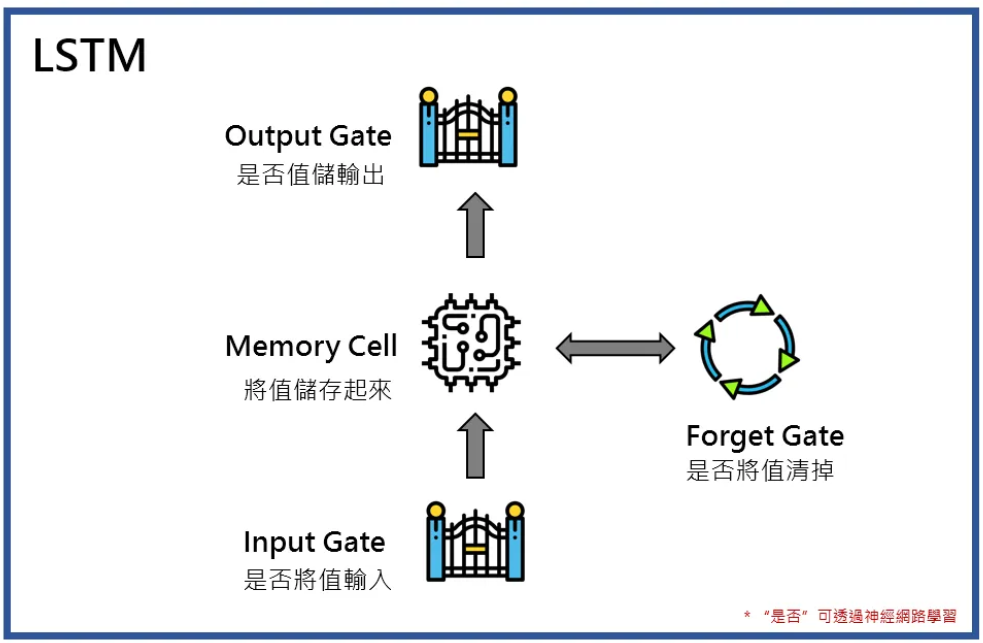 LSTM
Output Gate
是否值儲輸出
Memory Cell
將值儲存起來
Forget Gate
是否將值清掉
Input Gate
是否將值輸入
* “是否”可透過神經網路學習